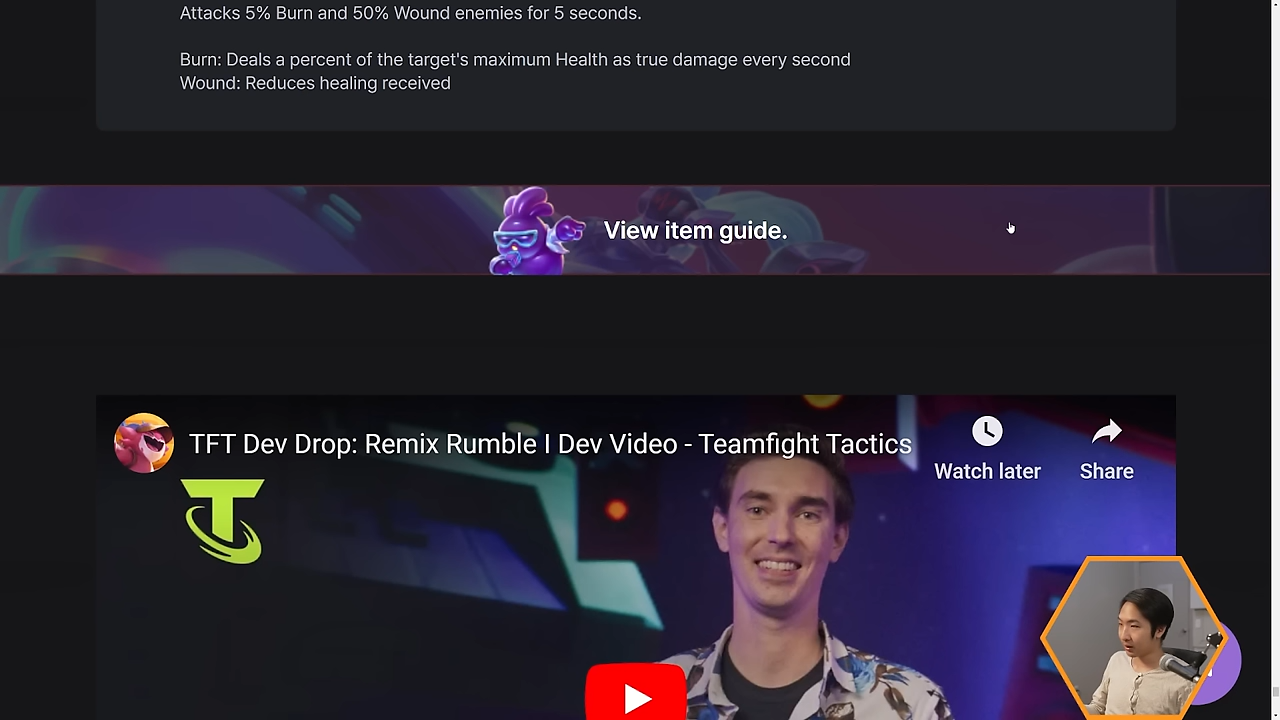 Attacks 5% Burn and 50% Wound enemies for 5 seconds.
Burn: Deals a percent of the target's maximum Health as true damage every second
Wound: Reduces healing received
View item guide.
TFT Dev Drop: Remix Rumble I Dev Video - Teamfight Tactics
Watch later
Share